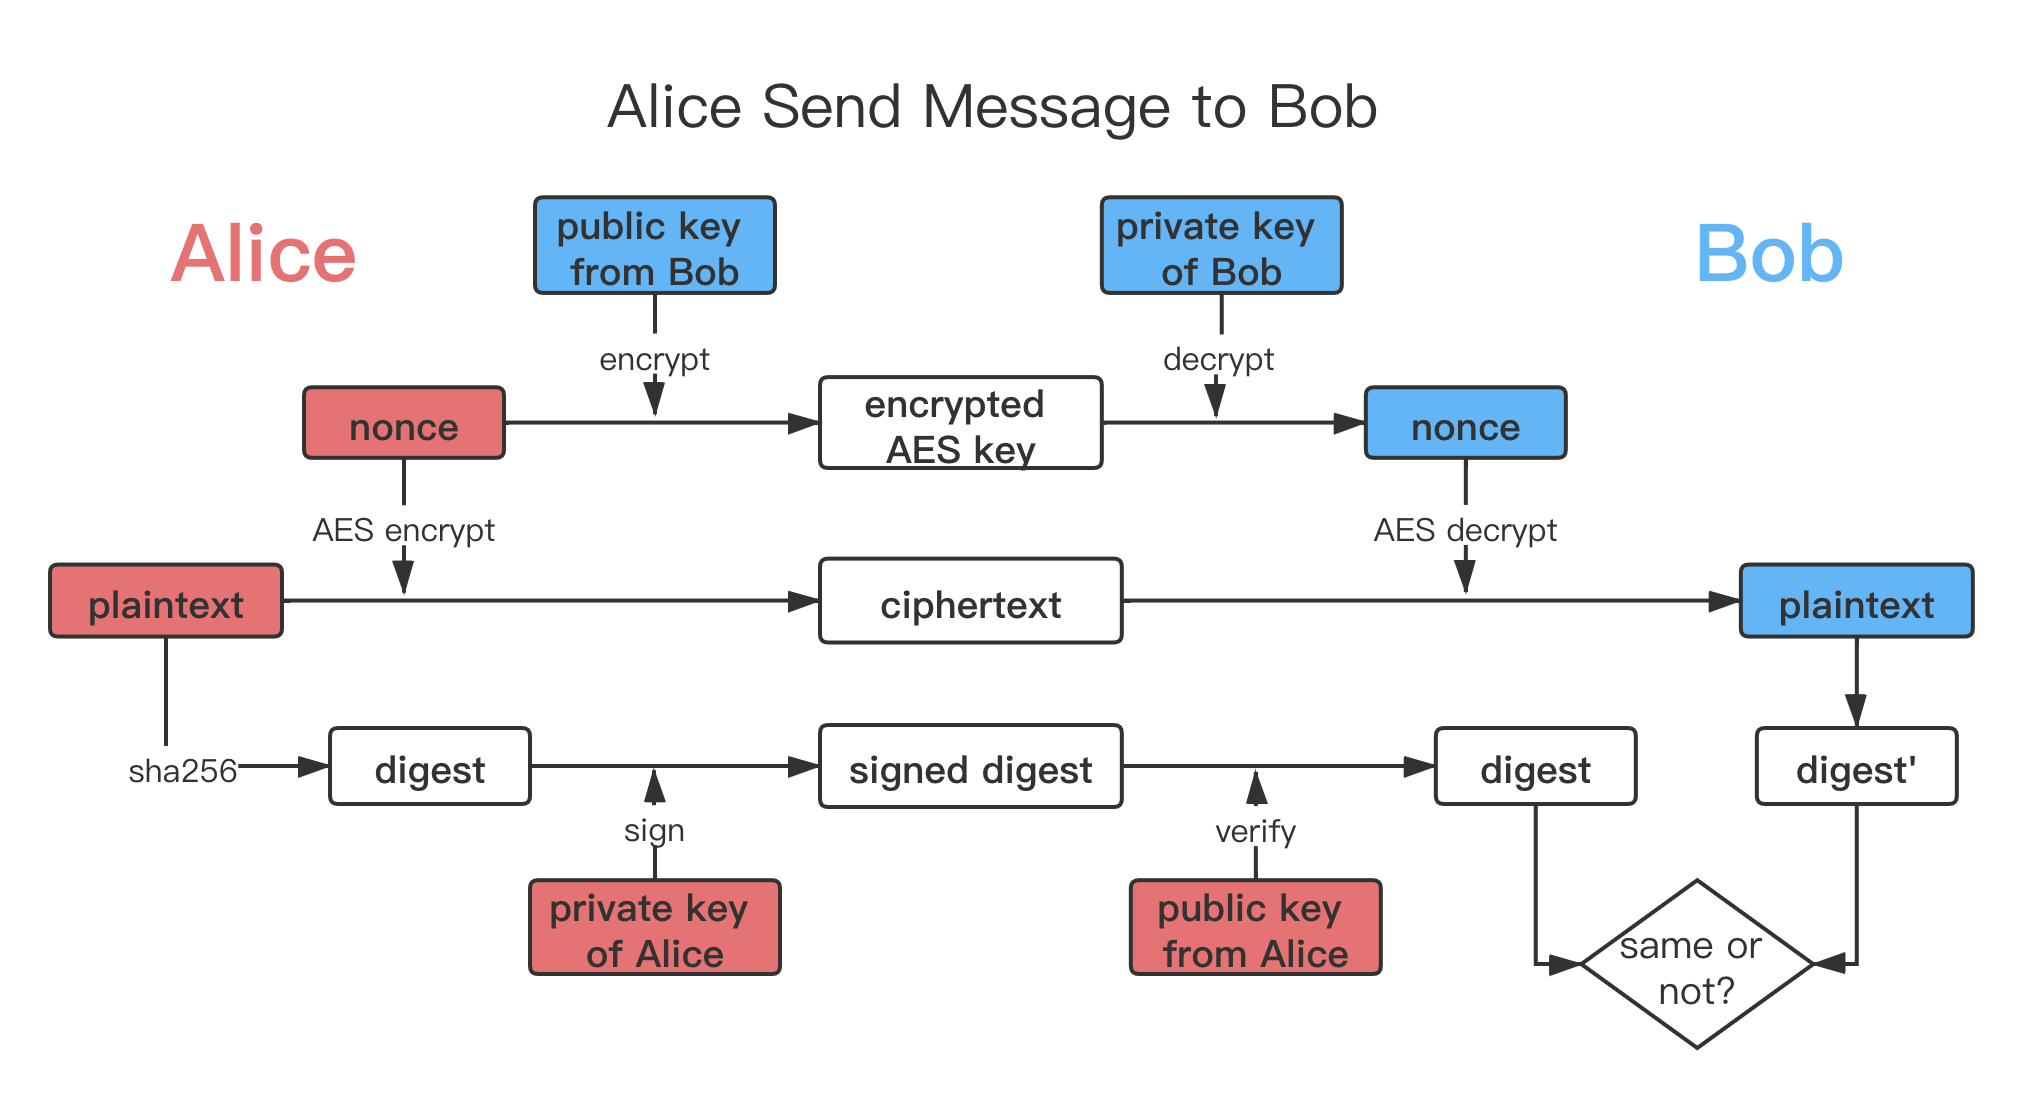 Alice Send Message to Bob
Alice
public key
from Bob
private key
of Bob
Bob
encrypt
decrypt
nonce
encrypted
AES key
nonce
AES encrypt
AES decrypt
plaintext
ciphertext
plaintext
sha256
digest
signed digest
digest
digest'
sign
verify
private key
of Alice
public key
from Alice
same or
not?